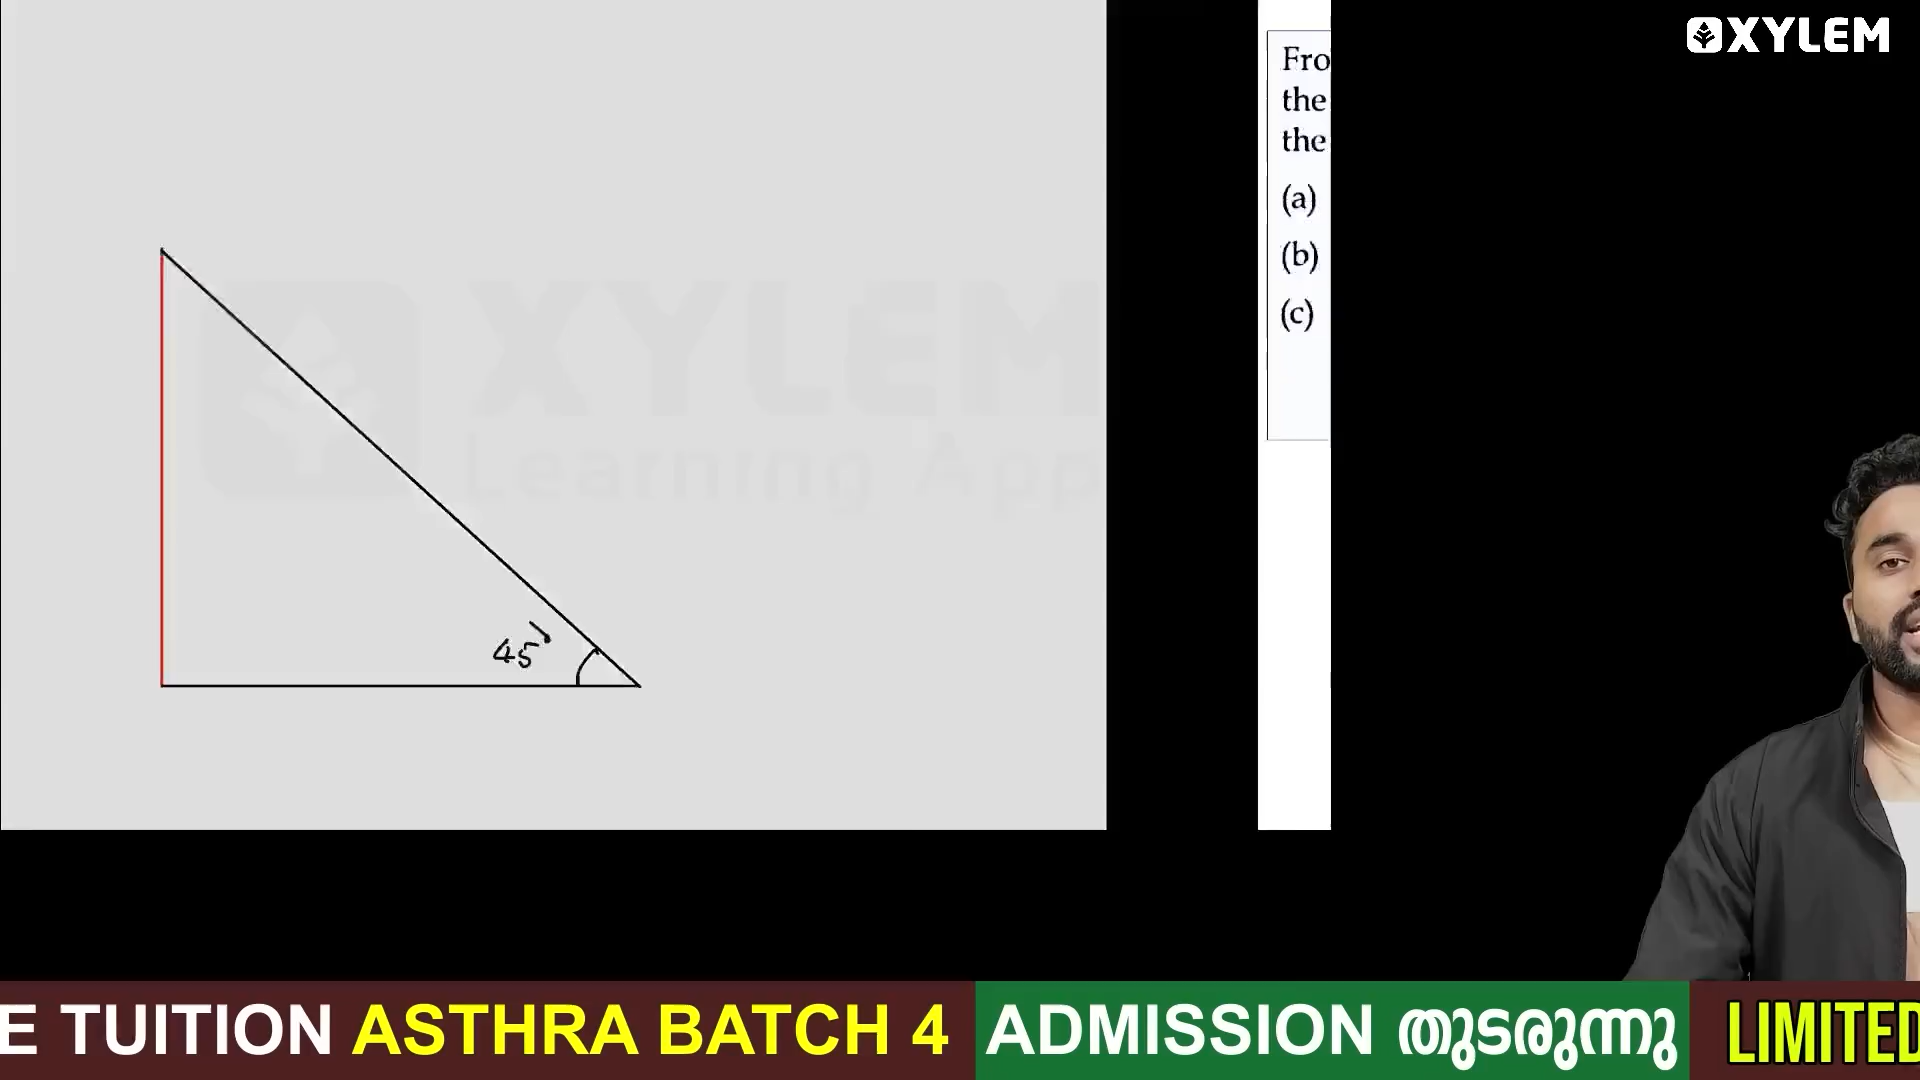 XYLEM
Fro
the
the
(a)
(b)
(c)
XYLEM
Learning App
45°
E TUITION ASTHRA BATCH 4 ADMISSION തുടരുന്നു LIMITED